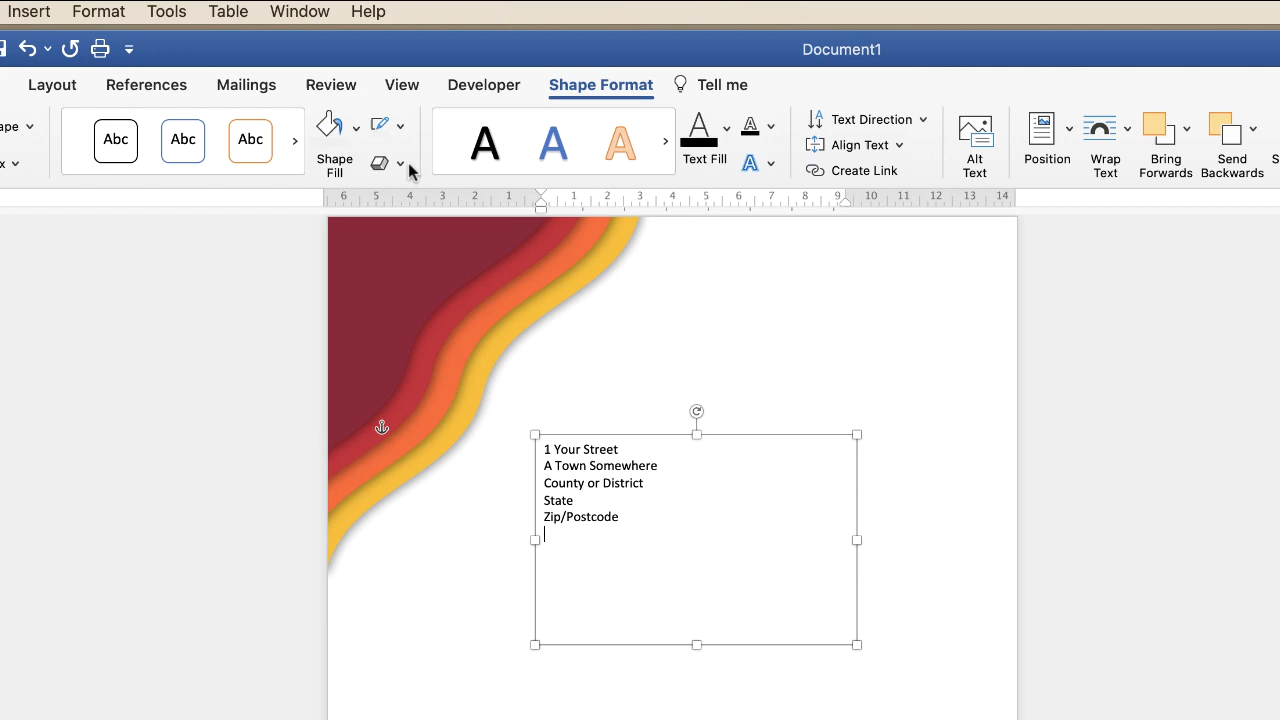 Insert Format Tools Table Window Help
Document1
Layout References Mailings Review View Developer Shape Format Tell me
ape
x
Abc Abc Abc
Shape Fill
A A A
A
Text Fill
A
A
Text Direction
Align Text
Create Link
Alt Text
Position
Wrap Text
Bring Forwards
Send Backwards
S
6 5 4 3 2 1 1 2 3 4 5 6 7 8 9 10 11 12 13 14
1 Your Street
A Town Somewhere
County or District
State
Zip/Postcode